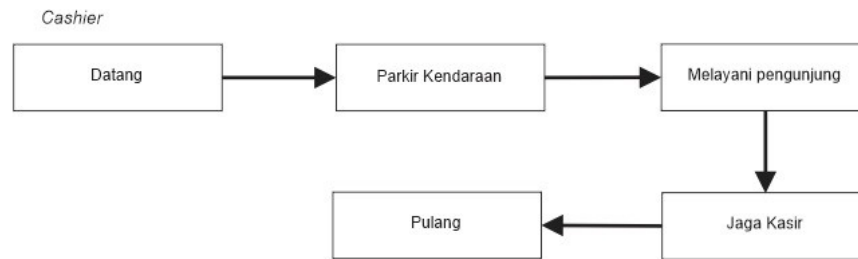 Cashier
Datang
Parkir Kendaraan
Melayani pengunjung
Jaga Kasir
Pulang